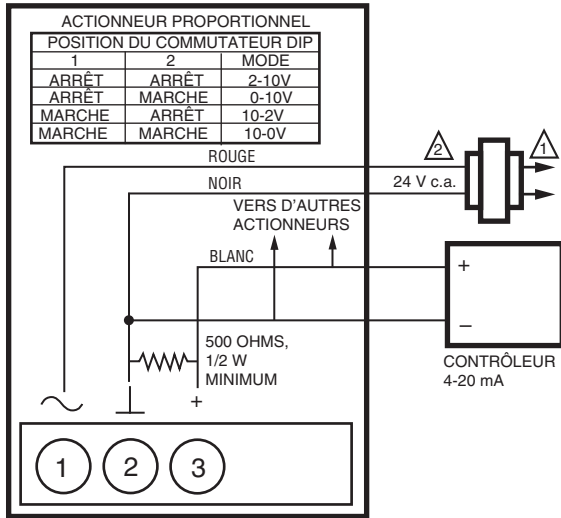 ACTIONNEUR PROPORTIONNEL
POSITION DU COMMUTATEUR DIP
1 2 MODE
ARRÊT ARRÊT 2-10V
ARRÊT MARCHE 0-10V
MARCHE ARRÊT 10-2V
MARCHE MARCHE 10-0V
ROUGE
2
1
NOIR
24 V c.a.
VERS D'AUTRES
ACTIONNEURS
BLANC
+
–
500 OHMS,
1/2 W
MINIMUM
CONTRÔLEUR
4-20 mA
+
1 2 3